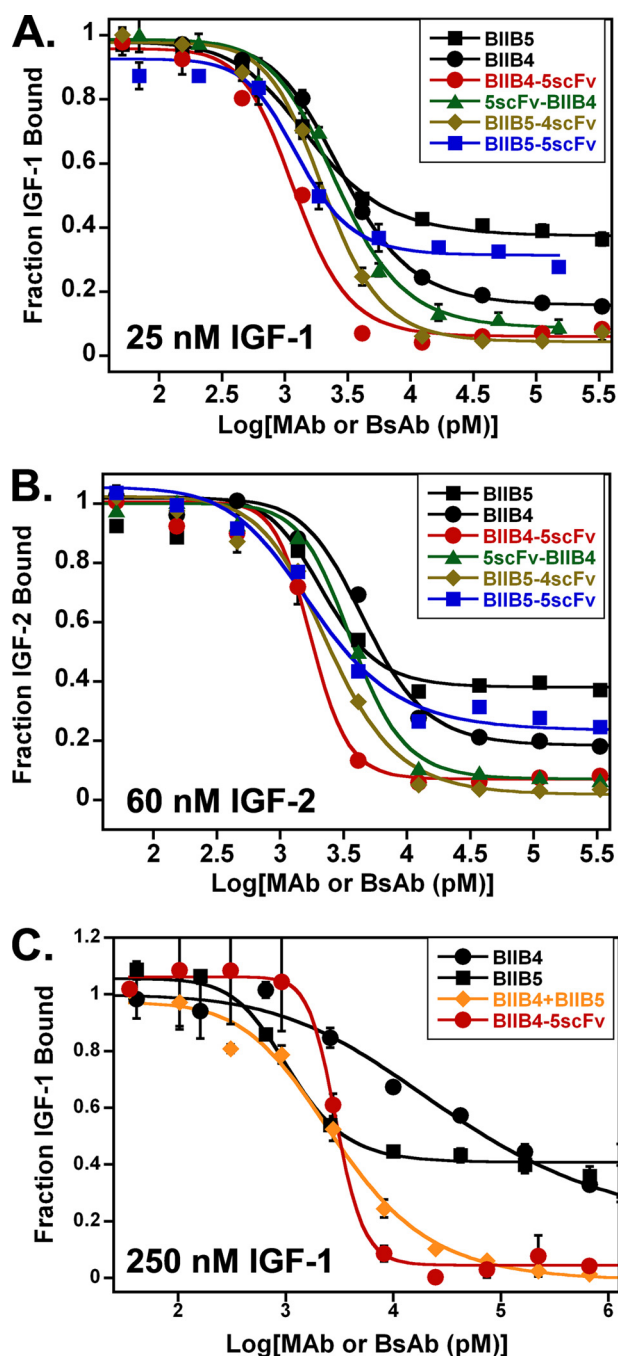 A.
BIIB5
BIIB4
BIIB4-5scFv
5scFv-BIIB4
BIIB5-4scFv
BIIB5-5scFv
Fraction IGF-1 Bound
1
0.8
0.6
0.4
0.2
0
25 nM IGF-1
2 2.5 3 3.5 4 4.5 5 5.5
Log[MAb or BsAb (pM)]
B.
BIIB5
BIIB4
BIIB4-5scFv
5scFv-BIIB4
BIIB5-4scFv
BIIB5-5scFv
Fraction IGF-2 Bound
1
0.8
0.6
0.4
0.2
0
60 nM IGF-2
2 2.5 3 3.5 4 4.5 5 5.5
Log[MAb or BsAb (pM)]
C.
BIIB4
BIIB5
BIIB4+BIIB5
BIIB4-5scFv
Fraction IGF-1 Bound
1.2
1
0.8
0.6
0.4
0.2
0
250 nM IGF-1
2 3 4 5 6
Log[MAb or BsAb (pM)]